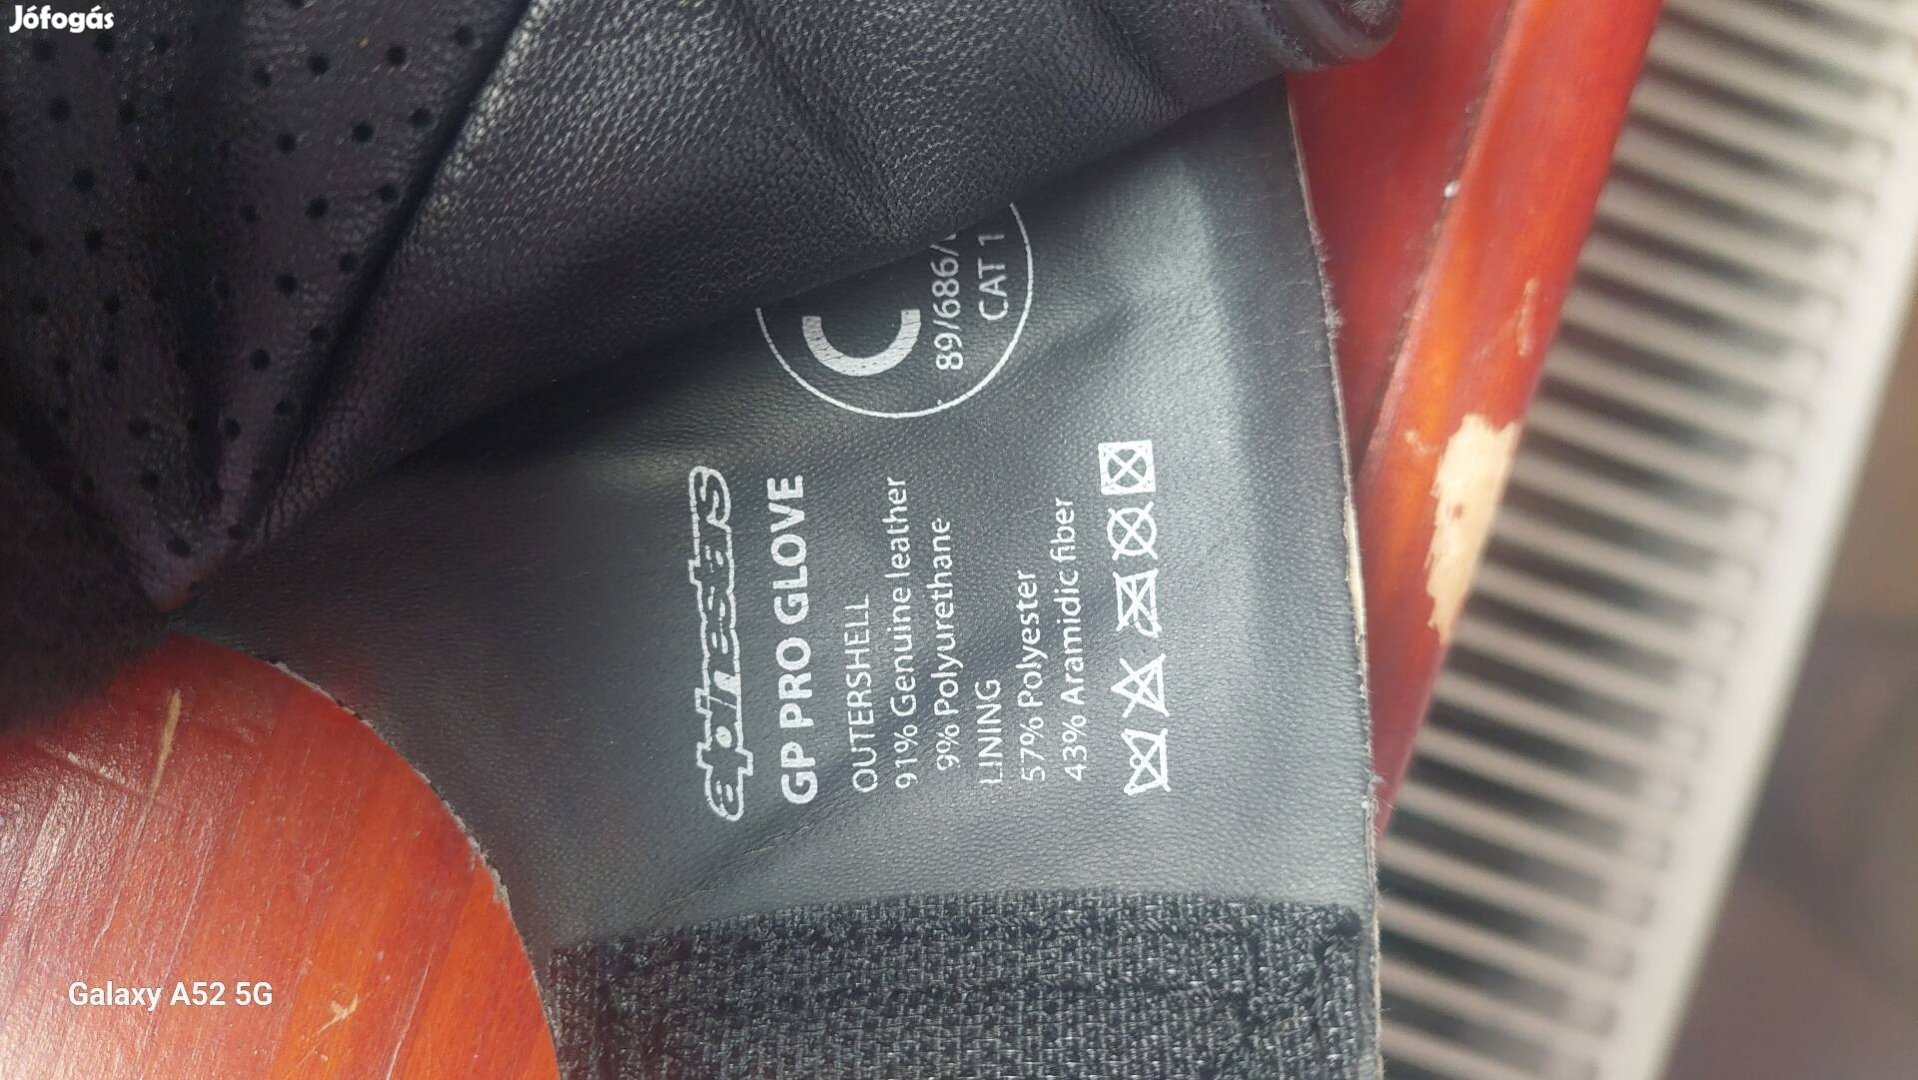 Jófogás
alpinestars
GP PRO GLOVE
OUTERSHELL
91% Genuine leather
9% Polyurethane
LINING
57% Polyester
43% Aramidic fiber
C
89/686/
CAT 1
Galaxy A52 5G